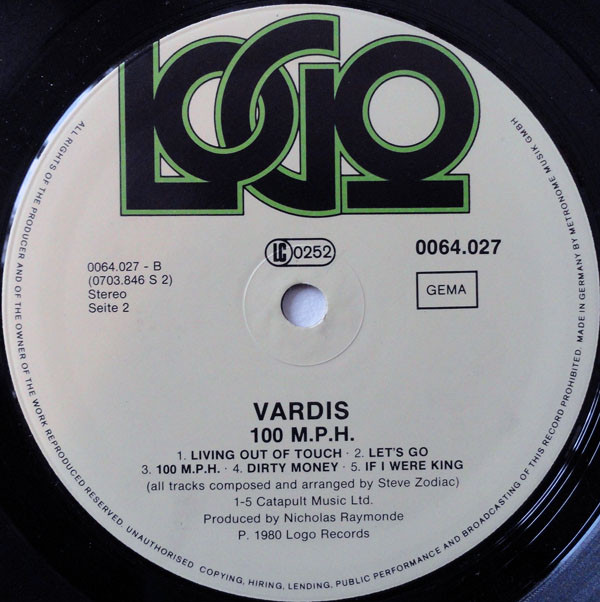 LOGO
LC 0252
0064.027
0064.027 - B
(0703.846 S 2)
Stereo
Seite 2
GEMA
VARDIS
100 M.P.H.
1. LIVING OUT OF TOUCH · 2. LET'S GO
3. 100 M.P.H. · 4. DIRTY MONEY · 5. IF I WERE KING
(all tracks composed and arranged by Steve Zodiac)
1-5 Catapult Music Ltd.
Produced by Nicholas Raymonde
P. 1980 Logo Records
ALL RIGHTS OF THE PRODUCER AND OF THE OWNER OF THE WORK REPRODUCED RESERVED. UNAUTHORISED COPYING, HIRING, LENDING, PUBLIC PERFORMANCE AND BROADCASTING OF THIS RECORD PROHIBITED. MADE IN GERMANY BY METRONOME MUSIK GMBH